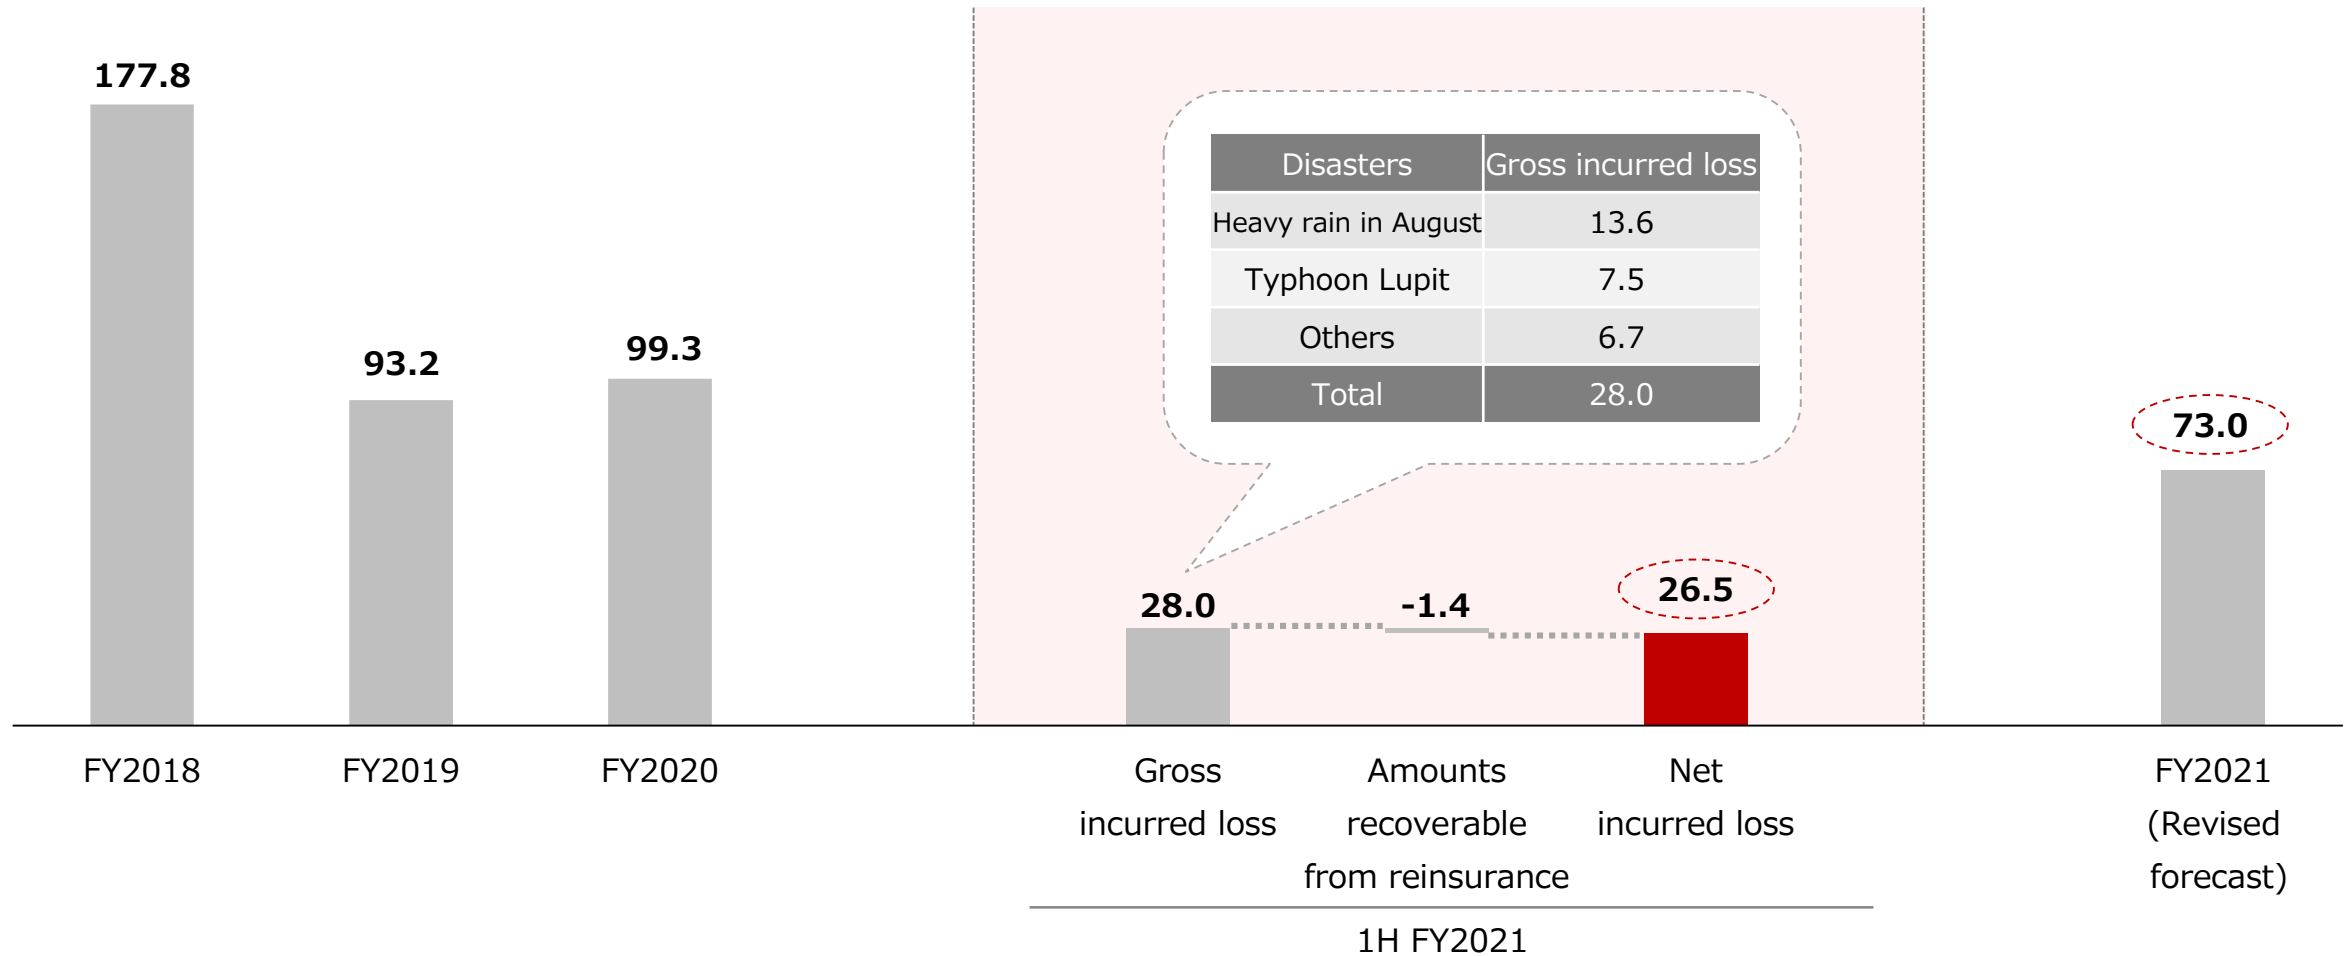 177.8
93.2
99.3
Disasters Gross incurred loss
Heavy rain in August 13.6
Typhoon Lupit 7.5
Others 6.7
Total 28.0
28.0
-1.4
26.5
73.0
FY2018
FY2019
FY2020
Gross
incurred loss
Amounts
recoverable
from reinsurance
Net
incurred loss
1H FY2021
FY2021
(Revised
forecast)